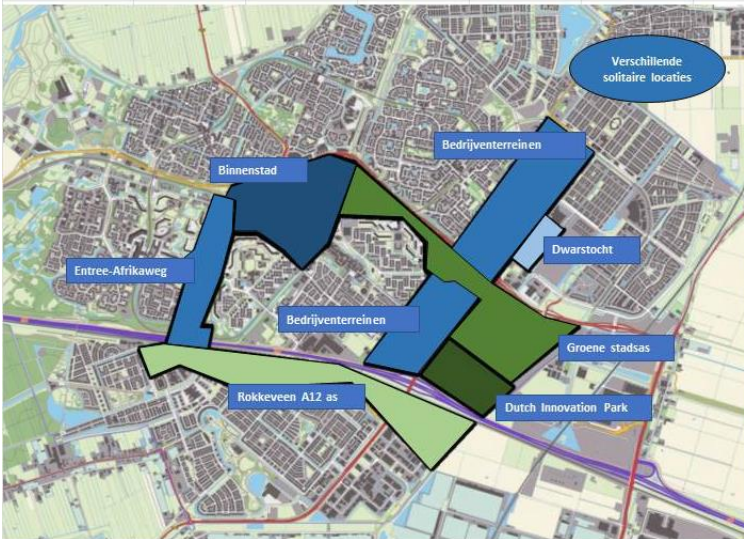 Verschillende
solitaire locaties
Bedrijventerreinen
Binnenstad
Dwarstocht
Entree-Afrikaweg
Bedrijventerreinen
Groene stadsas
Rokkeveen A12 as
Dutch Innovation Park